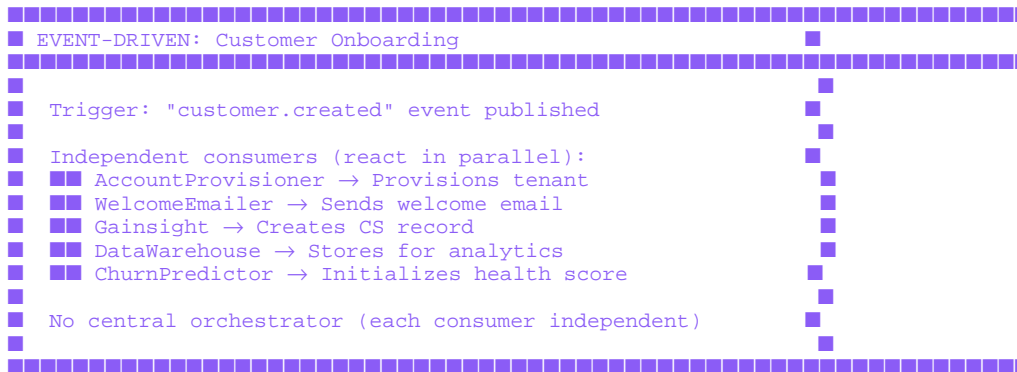 EVENT-DRIVEN: Customer Onboarding
Trigger: "customer.created" event published
Independent consumers (react in parallel):
■■ AccountProvisioner → Provisions tenant
■■ WelcomeEmailer → Sends welcome email
■■ Gainsight → Creates CS record
■■ DataWarehouse → Stores for analytics
■■ ChurnPredictor → Initializes health score
No central orchestrator (each consumer independent)